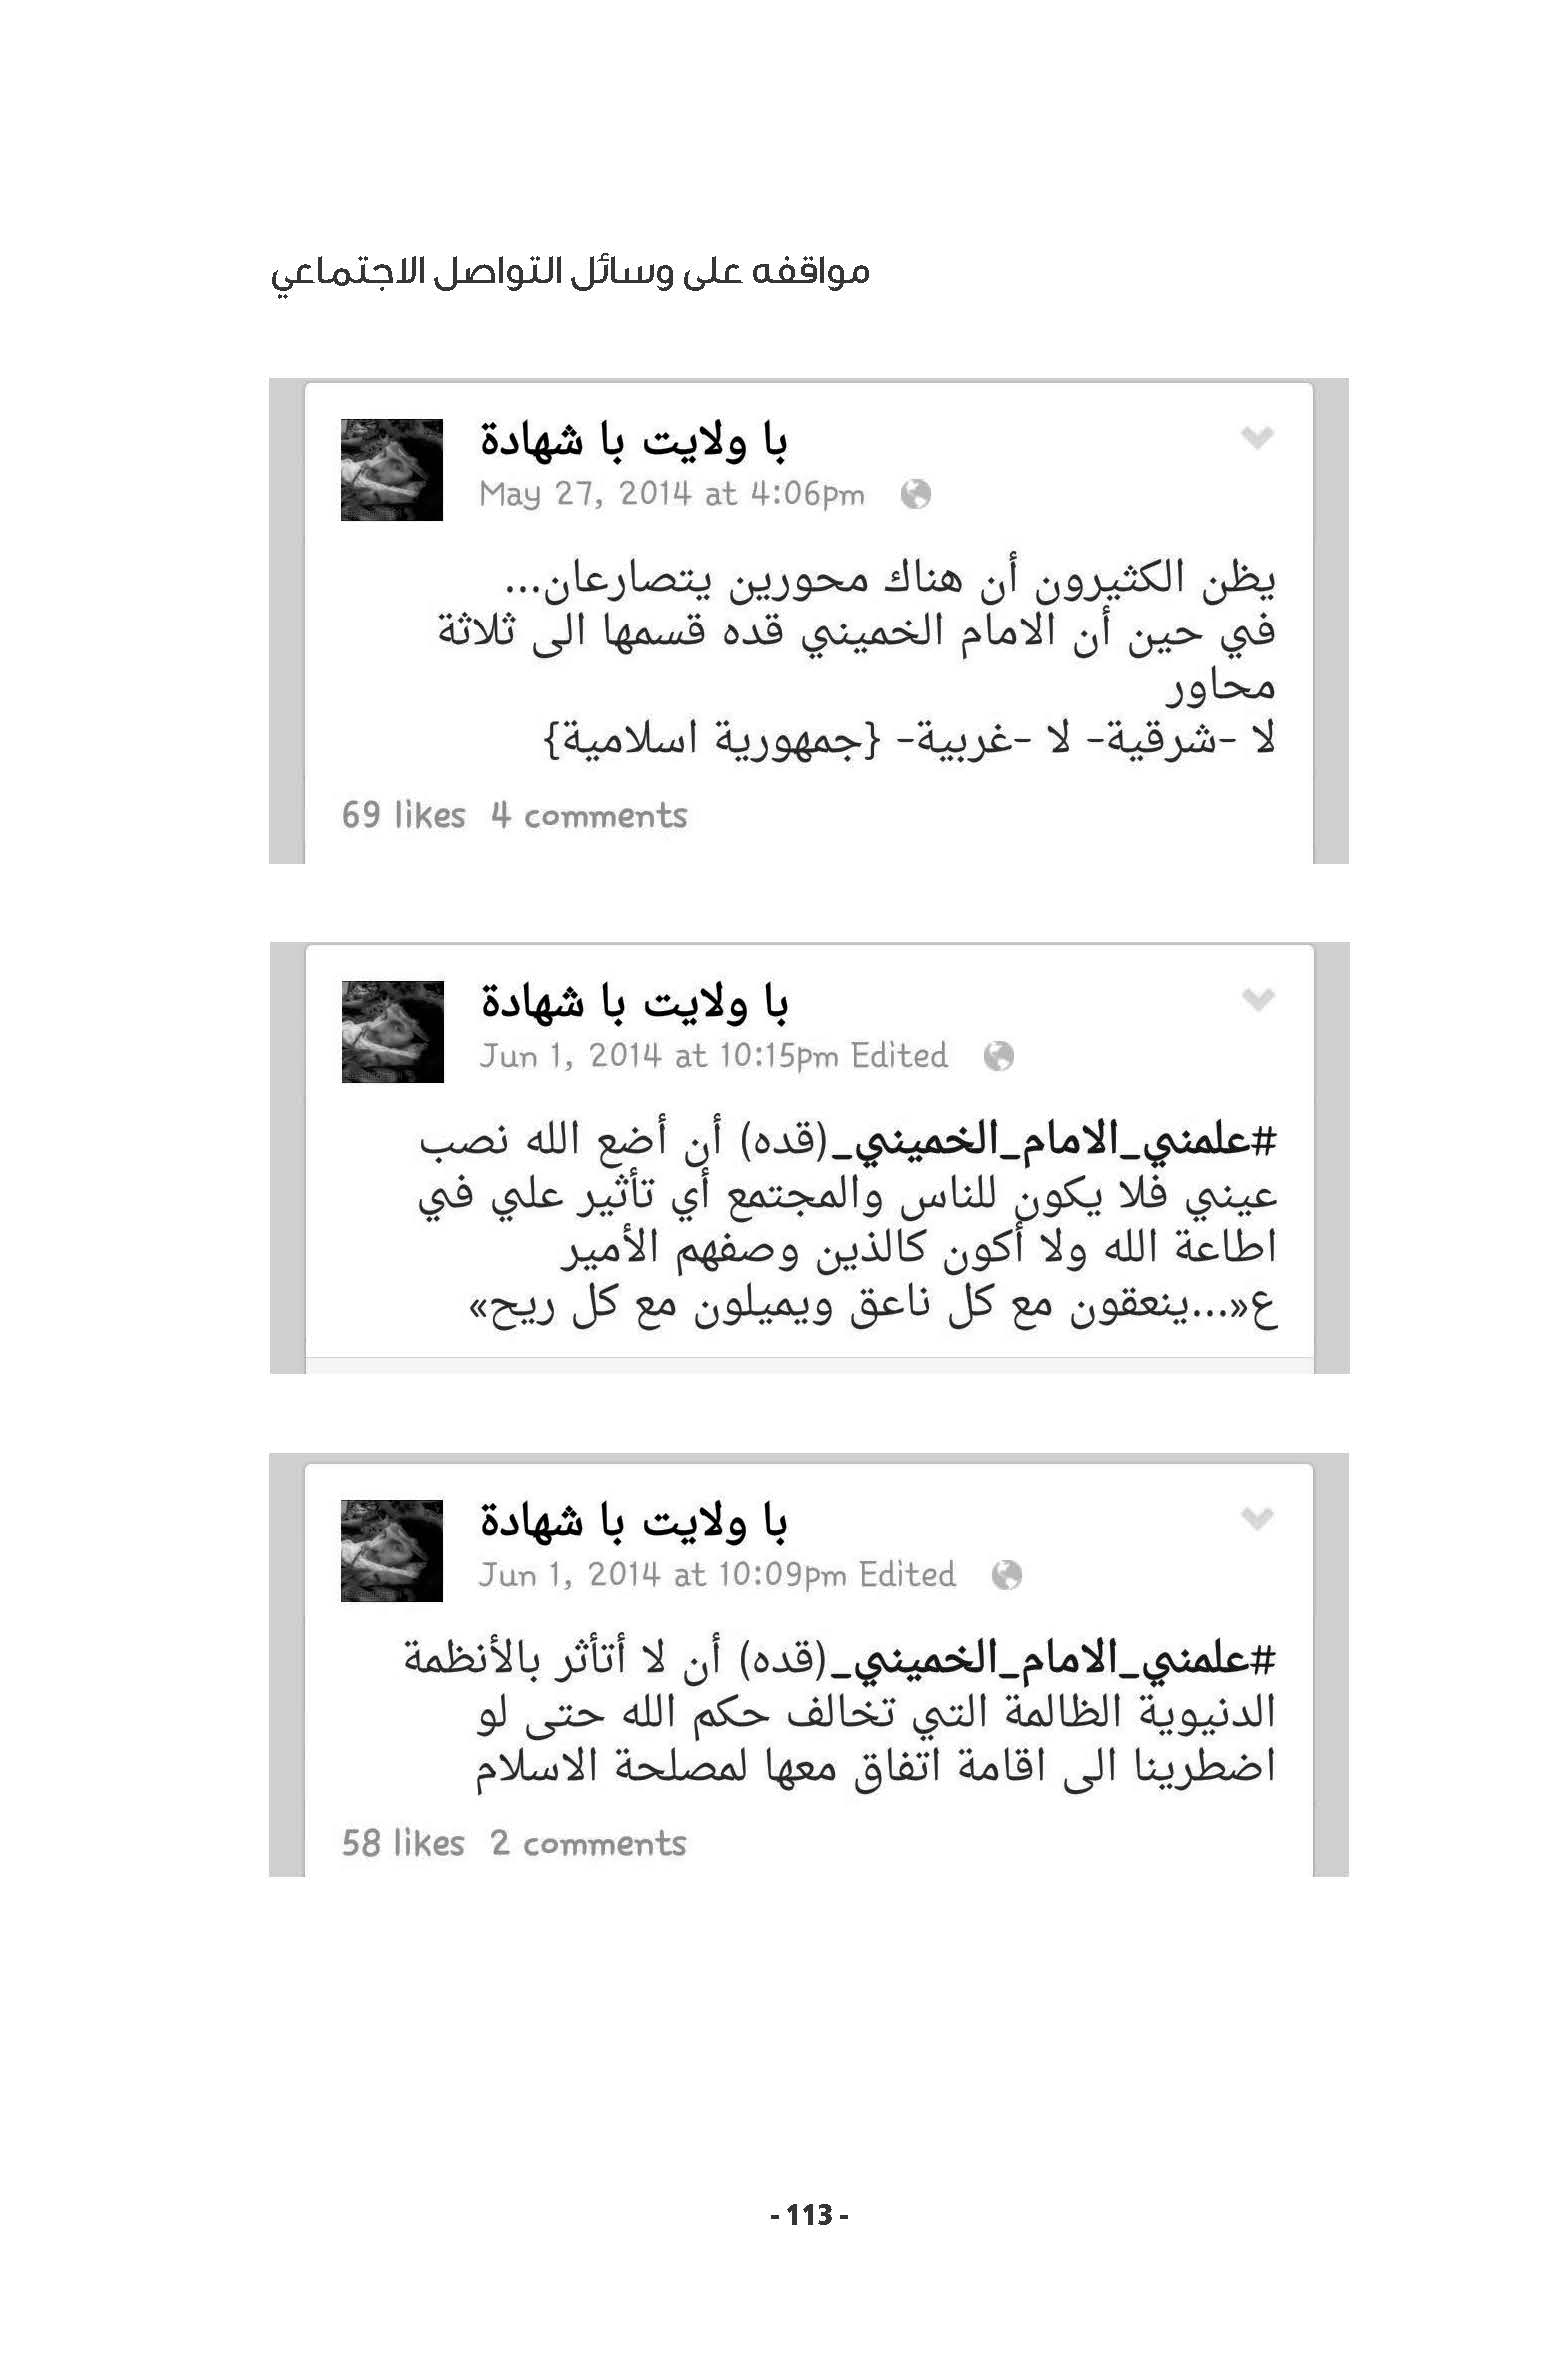 مواقفه على وسائل التواصل الاجتماعي
با ولايت با شهادة
May 27, 2014 at 4:06pm
يظن الكثيرون أن هناك محورين يتصارعان...
في حين أن الامام الخميني قده قسمها الى ثلاثة
محاور
لا -شرقية- لا -غربية- {جمهورية اسلامية}
69 likes 4 comments
با ولايت با شهادة
Jun 1, 2014 at 10:15pm Edited
#علمني_الامام_الخميني_(قده) أن أضع الله نصب
عيني فلا يكون للناس والمجتمع أي تأثير علي في
اطاعة الله ولا أكون كالذين وصفهم الأمير
ع«...ينعقون مع كل ناعق ويميلون مع كل ريح»
با ولايت با شهادة
Jun 1, 2014 at 10:09pm Edited
#علمني_الامام_الخميني_(قده) أن لا أتأثر بالأنظمة
الدنيوية الظالمة التي تخالف حكم الله حتى لو
اضطرينا الى اقامة اتفاق معها لمصلحة الاسلام
58 likes 2 comments
- 113 -